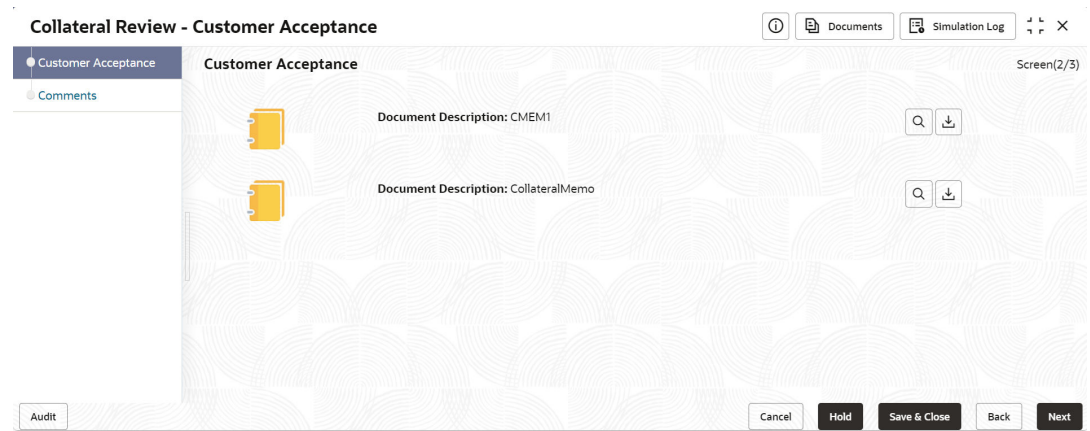 Collateral Review - Customer Acceptance
Documents
Simulation Log
Customer Acceptance
Comments
Customer Acceptance
Screen(2/3)
Document Description: CMEM1
Document Description: CollateralMemo
Audit
Cancel
Hold
Save & Close
Back
Next